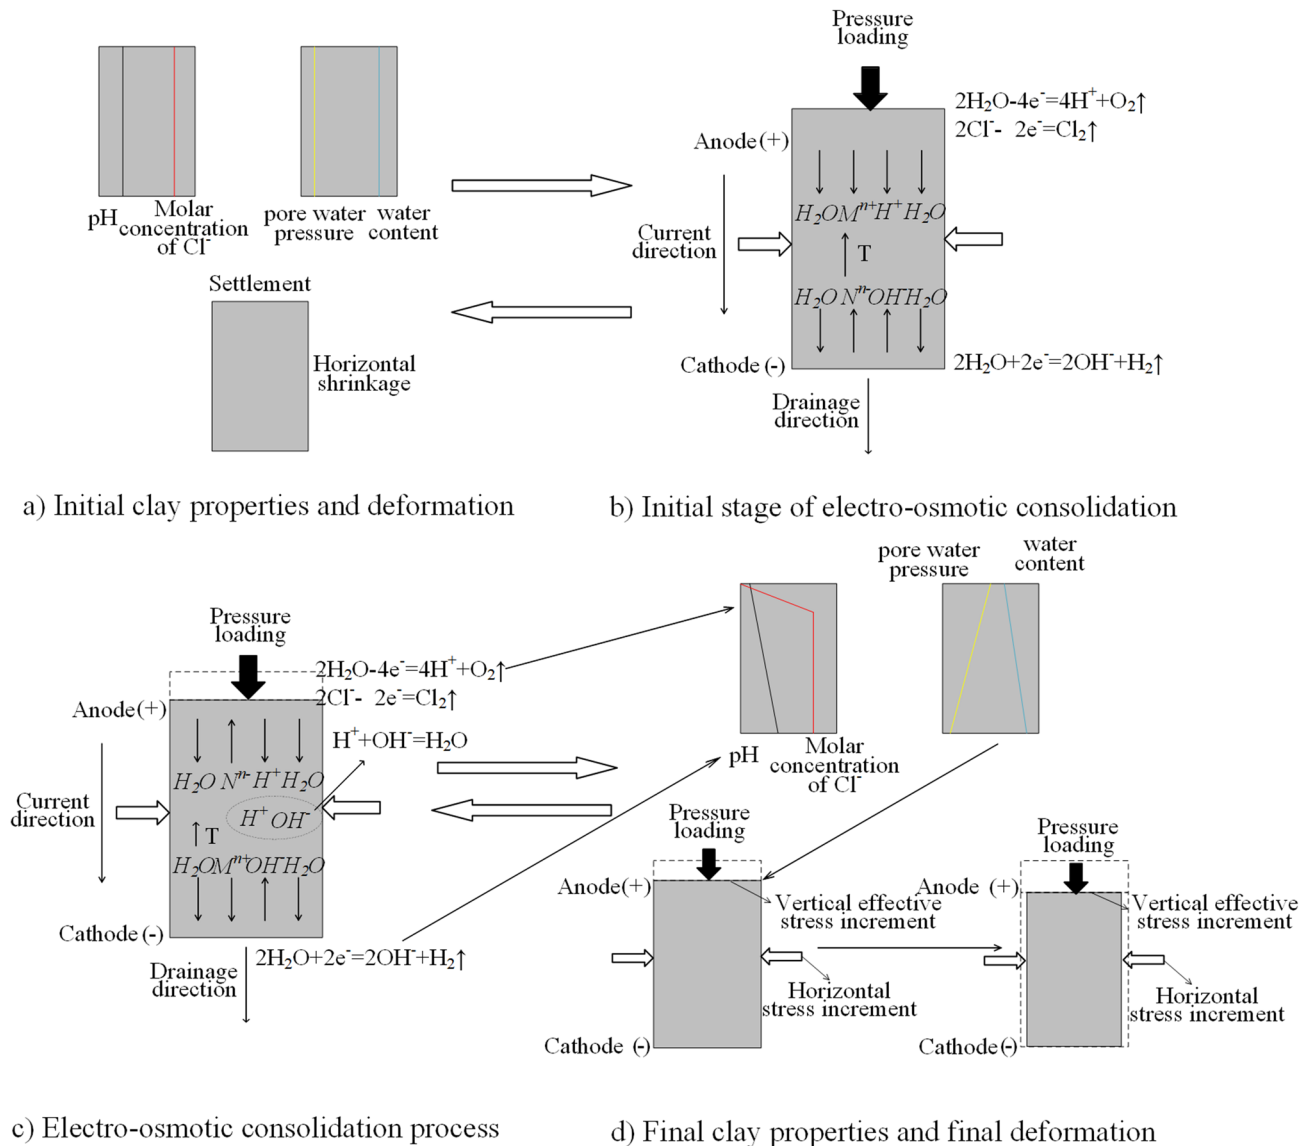 pH
Molar
concentration
of Cl⁻
pore water
pressure
water
content
Settlement
Horizontal
shrinkage
a) Initial clay properties and deformation
Pressure
loading
2H₂O-4e⁻=4H⁺+O₂↑
2Cl⁻- 2e⁻=Cl₂↑
Anode(+)
H₂O Mⁿ⁺ H⁺ H₂O
Current
direction
T
H₂O Nⁿ⁻ OH⁻ H₂O
Cathode(-)
2H₂O+2e⁻=2OH⁻+H₂↑
Drainage
direction
b) Initial stage of electro-osmotic consolidation
Pressure
loading
2H₂O-4e⁻=4H⁺+O₂↑
2Cl⁻- 2e⁻=Cl₂↑
Anode(+)
H⁺+OH⁻=H₂O
H₂O Nⁿ⁻ H⁺ H₂O
Current
direction
H⁺ OH⁻
T
H₂O Mⁿ⁺ OH⁻ H₂O
Cathode(-)
2H₂O+2e⁻=2OH⁻+H₂↑
Drainage
direction
c) Electro-osmotic consolidation process
pore water
pressure
water
content
pH
Molar
concentration
of Cl⁻
Pressure
loading
Anode(+)
Vertical effective
stress increment
Horizontal
stress increment
Cathode (-)
Pressure
loading
Anode (+)
Vertical effective
stress increment
Horizontal
stress increment
Cathode(-)
d) Final clay properties and final deformation